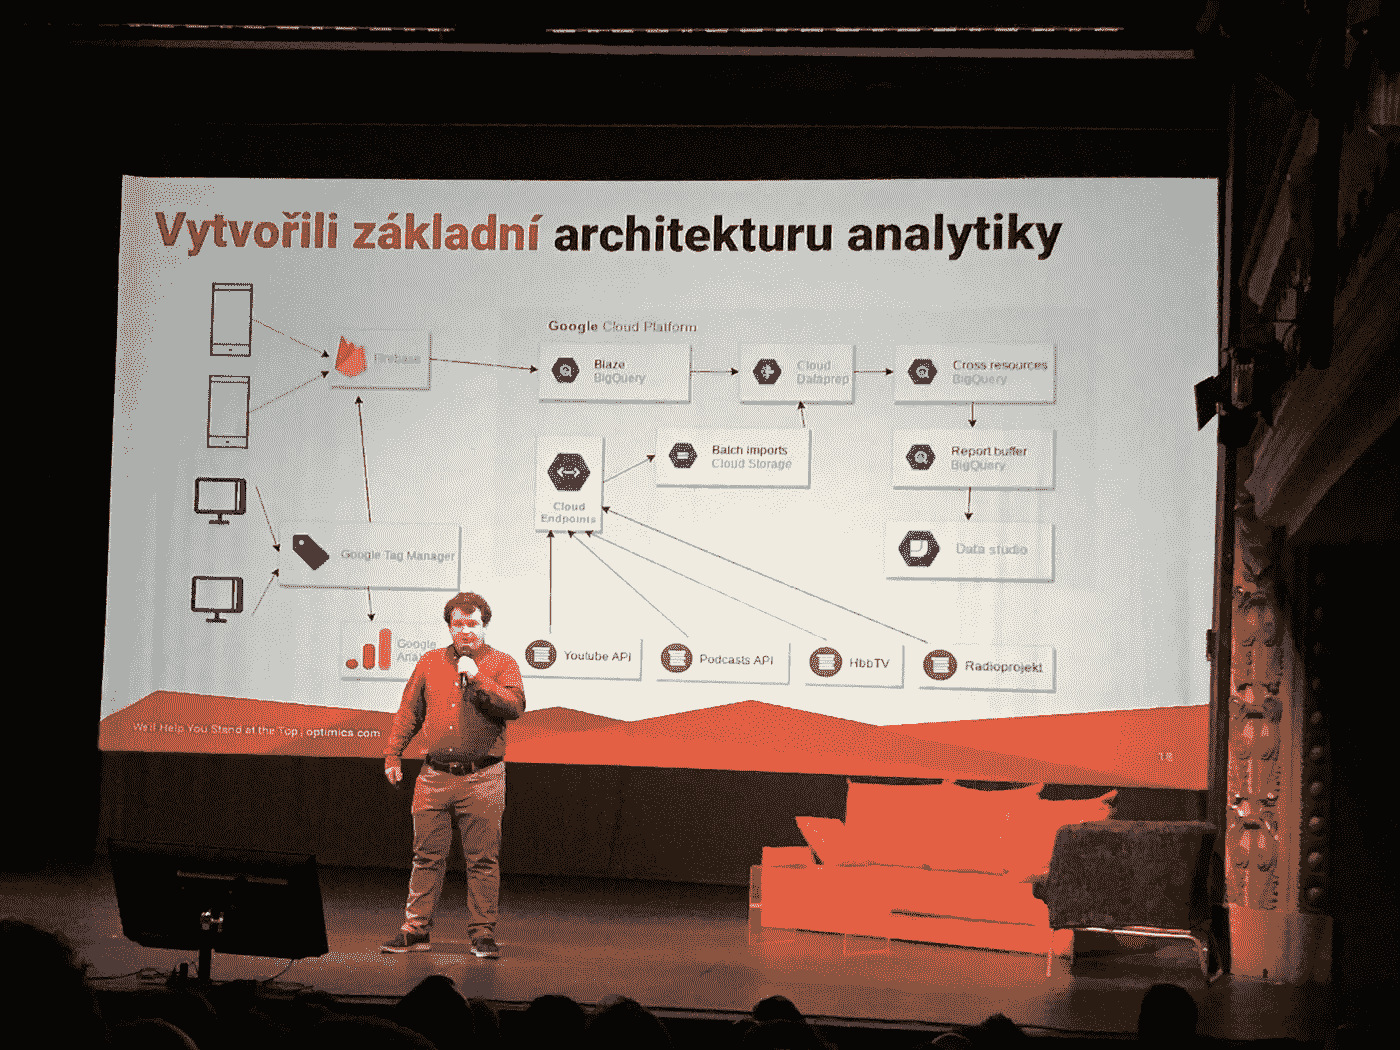 Vytvořili základní architekturu analytiky
Google Cloud Platform
Firebase
Blaze
BigQuery
Cloud
Dataprep
Cross resources
BigQuery
Batch imports
Cloud Storage
Report buffer
BigQuery
Cloud
Endpoints
Google Tag Manager
Data studio
Google
Youtube API
Podcasts API
HbbTV
Radioprojekt
We'll Help You Stand at the Top | optimics.com
18